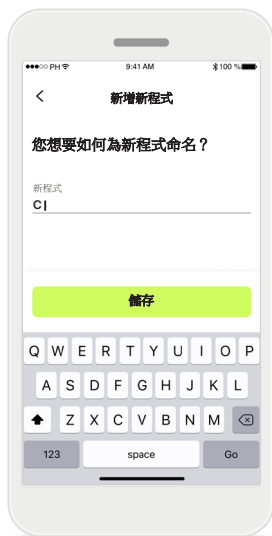 PH 9:41 AM 100 %
新增新程式
您想要如何為新程式命名？
新程式
C
儲存
Q W E R T Y U I O P
A S D F G H J K L
Z X C V B N M
123 space Go